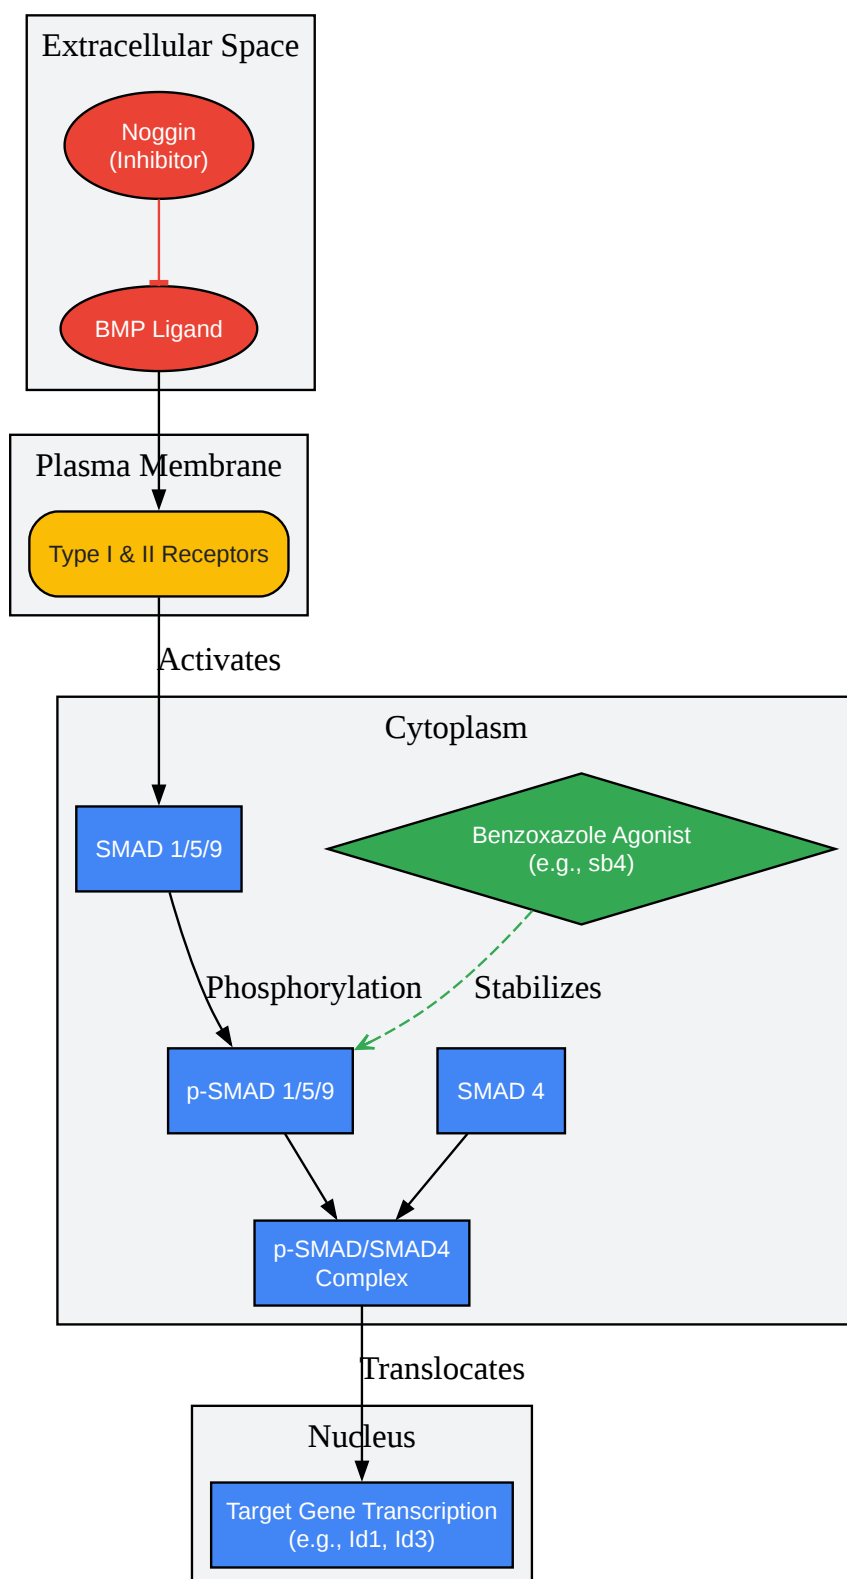 Extracellular Space
Noggin
(Inhibitor)
BMP Ligand
Plasma Membrane
Type I & II Receptors
Activates
Cytoplasm
SMAD 1/5/9
Benzoxazole Agonist
(e.g., sb4)
Phosphorylation
Stabilizes
p-SMAD 1/5/9
SMAD 4
p-SMAD/SMAD4
Complex
Translocates
Nucleus
Target Gene Transcription
(e.g., Id1, Id3)